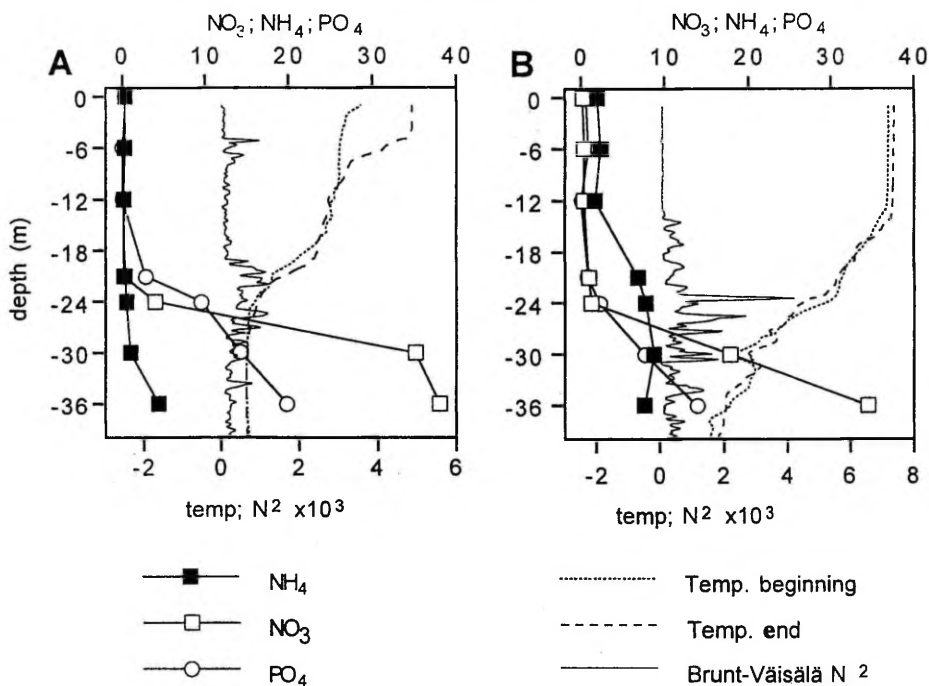 NO3; NH4; PO4
NO3; NH4; PO4
A
0 10 20 30 40
B
0 10 20 30 40
depth (m)
0
-6
-12
-18
-24
-30
-36
0
-6
-12
-18
-24
-30
-36
-2 0 2 4 6
-2 0 2 4 6 8
temp; N2 x103
temp; N2 x103
NH4
NO3
PO4
Temp. beginning
Temp. end
Brunt-Väisälä N 2